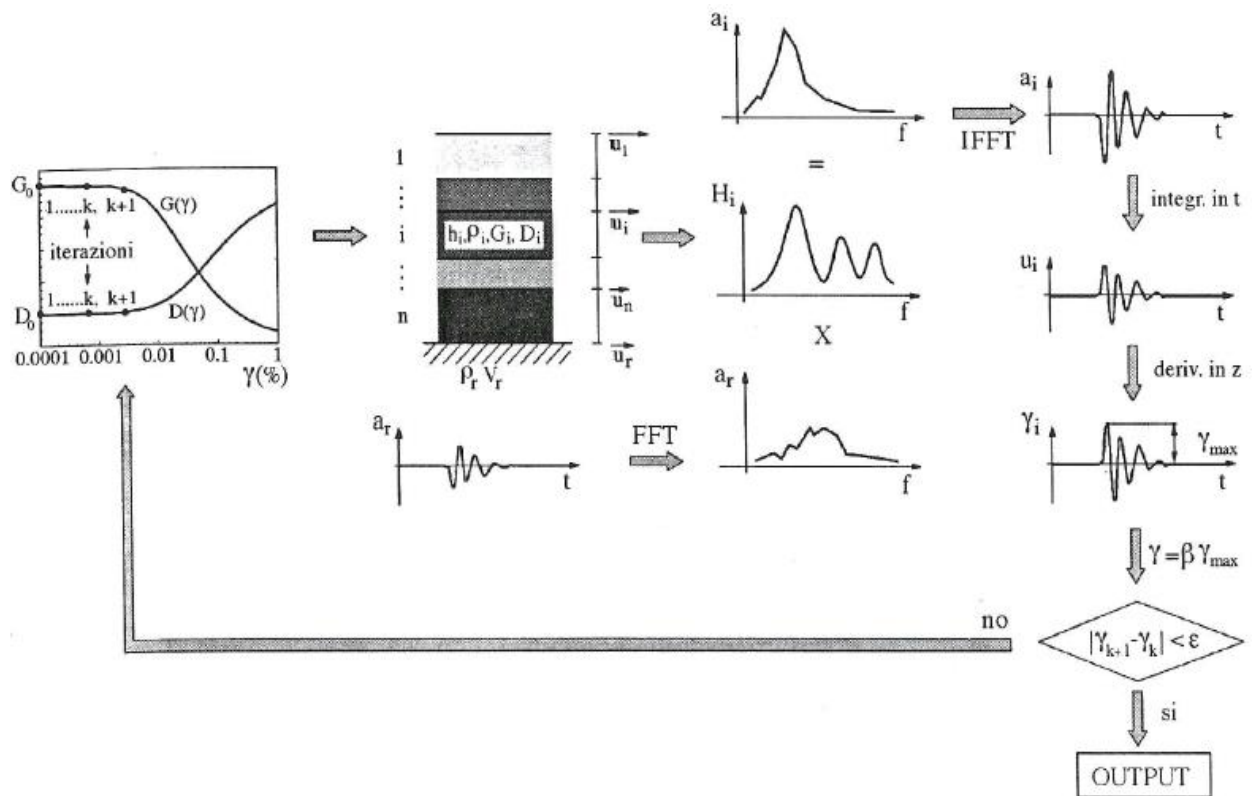 G₀
1......k, k+1
G(γ)
iterazioni
1......k, k+1
D₀
D(γ)
0.0001 0.001 0.01 0.1 1
γ(%)
1
⋮
i
⋮
n
hᵢ,ρᵢ,Gᵢ, Dᵢ
ρᵣ Vᵣ
u₁
uᵢ
uₙ
uᵣ
aᵢ
f
=
Hᵢ
f
X
aᵣ
t
FFT
aᵣ
f
IFFT
aᵢ
t
integr. in t
uᵢ
t
deriv. in z
γᵢ
γmax
t
γ=βγmax
|γk+1-γk| < ε
no
si
OUTPUT